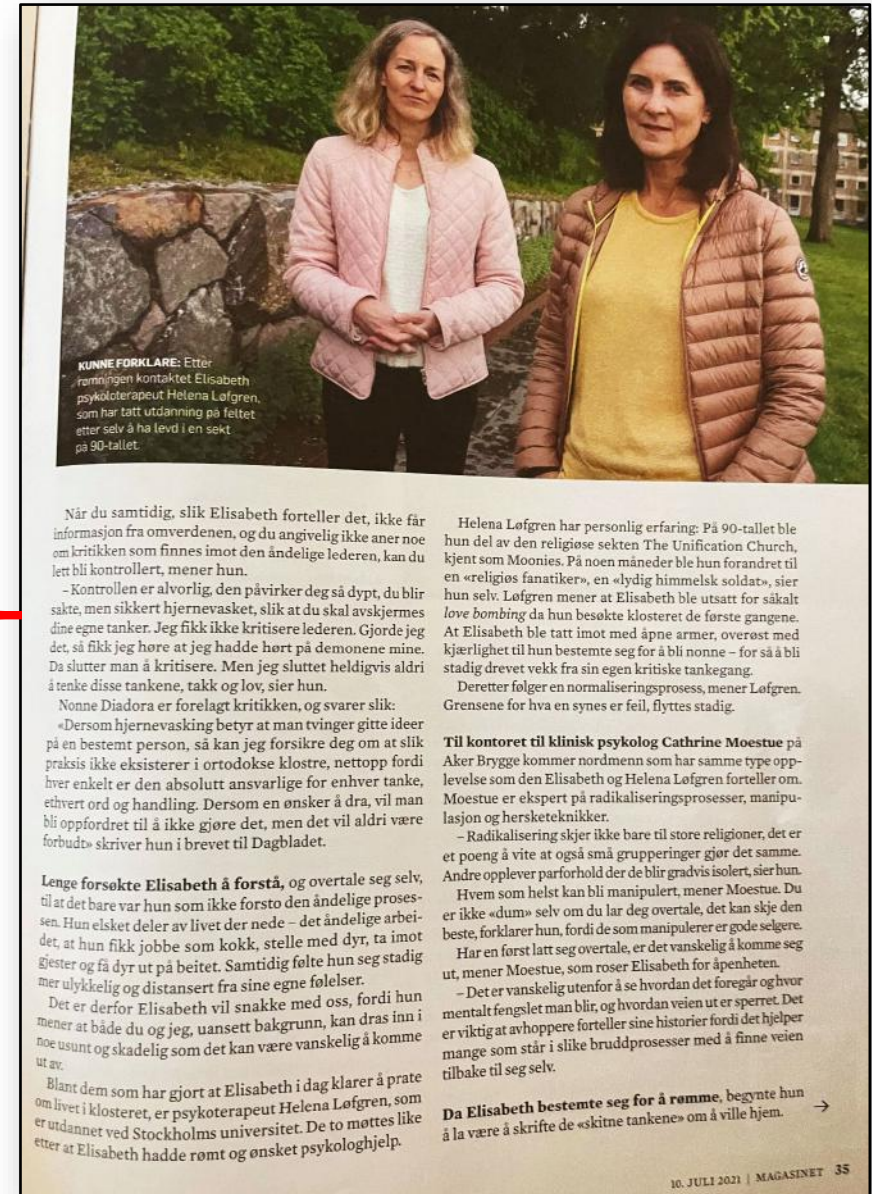 KUNNE FORKLARE: Etter
rømningen kontaktet Elisabeth
psykoloterapeut Helena Løfgren,
som har tatt utdanning på feltet
etter selv å ha levd i en sekt
på 90-tallet.
Når du samtidig, slik Elisabeth forteller det, ikke får
informasjon fra omverdenen, og du angivelig ikke aner noe
om kritikken som finnes imot den åndelige lederen, kan du
lett bli kontrollert, mener hun.
– Kontrollen er alvorlig, den påvirker deg så dypt, du blir
sakte, men sikkert hjernevasket, slik at du skal avskjermes
dine egne tanker. Jeg fikk ikke kritisere lederen. Gjorde jeg
det, så fikk jeg høre at jeg hadde hørt på demonene mine.
Da slutter man å kritisere. Men jeg sluttet heldigvis aldri
å tenke disse tankene, takk og lov, sier hun.
Nonne Diadora er forelagt kritikken, og svarer slik:
«Dersom hjernevasking betyr at man tvinger gitte ideer
på en bestemt person, så kan jeg forsikre deg om at slik
praksis ikke eksisterer i ortodokse klostre, nettopp fordi
hver enkelt er den absolutt ansvarlige for enhver tanke,
ethvert ord og handling. Dersom en ønsker å dra, vil man
bli oppfordret til å ikke gjøre det, men det vil aldri være
forbudt» skriver hun i brevet til Dagbladet.
Lenge forsøkte Elisabeth å forstå, og overtale seg selv,
til at det bare var hun som ikke forsto den åndelige proses-
sen. Hun elsket deler av livet der nede – det åndelige arbei-
det, at hun fikk jobbe som kokk, stelle med dyr, ta imot
gjester og få dyr ut på beitet. Samtidig følte hun seg stadig
mer ulykkelig og distansert fra sine egne følelser.
Det er derfor Elisabeth vil snakke med oss, fordi hun
mener at både du og jeg, uansett bakgrunn, kan dras inn i
noe usunt og skadelig som det kan være vanskelig å komme
ut av.
Blant dem som har gjort at Elisabeth i dag klarer å prate
om livet i klosteret, er psykoterapeut Helena Løfgren, som
er utdannet ved Stockholms universitet. De to møttes like
etter at Elisabeth hadde rømt og ønsket psykologhjelp.
Helena Løfgren har personlig erfaring: På 90-tallet ble
hun del av den religiøse sekten The Unification Church,
kjent som Moonies. På noen måneder ble hun forandret til
en «religiøs fanatiker», en «lydig himmelsk soldat», sier
hun selv. Løfgren mener at Elisabeth ble utsatt for såkalt
love bombing da hun besøkte klosteret de første gangene.
At Elisabeth ble tatt imot med åpne armer, overøst med
kjærlighet til hun bestemte seg for å bli nonne – for så å bli
stadig drevet vekk fra sin egen kritiske tankegang.
Deretter følger en normaliseringsprosess, mener Løfgren.
Grensene for hva en synes er feil, flyttes stadig.
Til kontoret til klinisk psykolog Cathrine Moestue på
Aker Brygge kommer nordmenn som har samme type opp-
levelse som den Elisabeth og Helena Løfgren forteller om.
Moestue er ekspert på radikaliseringsprosesser, manipu-
lasjon og hersketeknikker.
– Radikalisering skjer ikke bare til store religioner, det er
et poeng å vite at også små grupperinger gjør det samme.
Andre opplever parforhold der de blir gradvis isolert, sier hun.
Hvem som helst kan bli manipulert, mener Moestue. Du
er ikke «dum» selv om du lar deg overtale, det kan skje den
beste, forklarer hun, fordi de som manipulerer er gode selgere.
Har en først latt seg overtale, er det vanskelig å komme seg
ut, mener Moestue, som roser Elisabeth for åpenheten.
– Det er vanskelig utenfor å se hvordan det foregår og hvor
mentalt fengslet man blir, og hvordan veien ut er sperret. Det
er viktig at avhoppere forteller sine historier fordi det hjelper
mange som står i slike bruddprosesser med å finne veien
tilbake til seg selv.
Da Elisabeth bestemte seg for å rømme, begynte hun
å la være å skrifte de «skitne tankene» om å ville hjem. →
10. JULI 2021 | MAGASINET 35